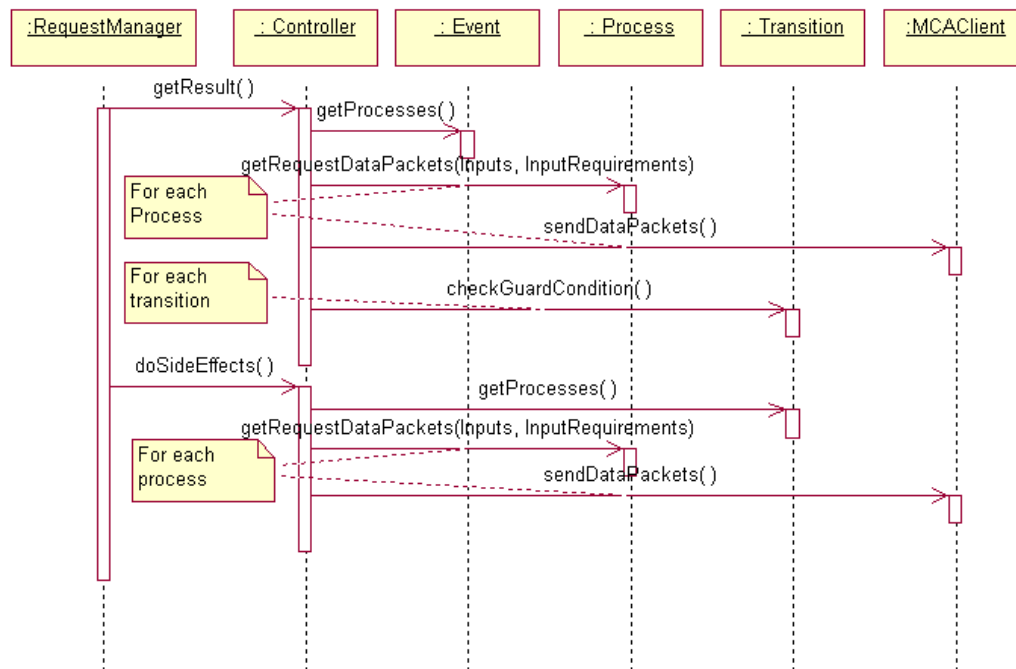 :RequestManager
: Controller
: Event
: Process
: Transition
:MCAClient
getResult( )
getProcesses( )
getRequestDataPackets(Inputs, InputRequirements)
For each
Process
sendDataPackets( )
For each
transition
checkGuardCondition( )
doSideEffects( )
getProcesses( )
getRequestDataPackets(Inputs, InputRequirements)
For each
process
sendDataPackets( )